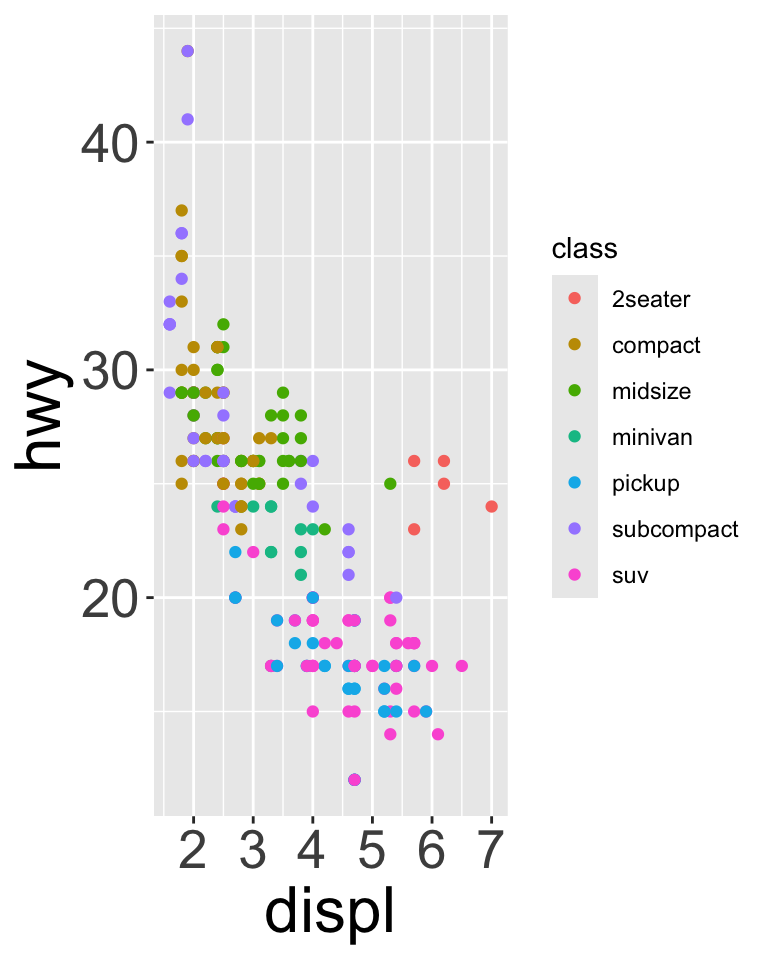 hwy
40
30
20
2 3 4 5 6 7
displ
class
2seater
compact
midsize
minivan
pickup
subcompact
suv